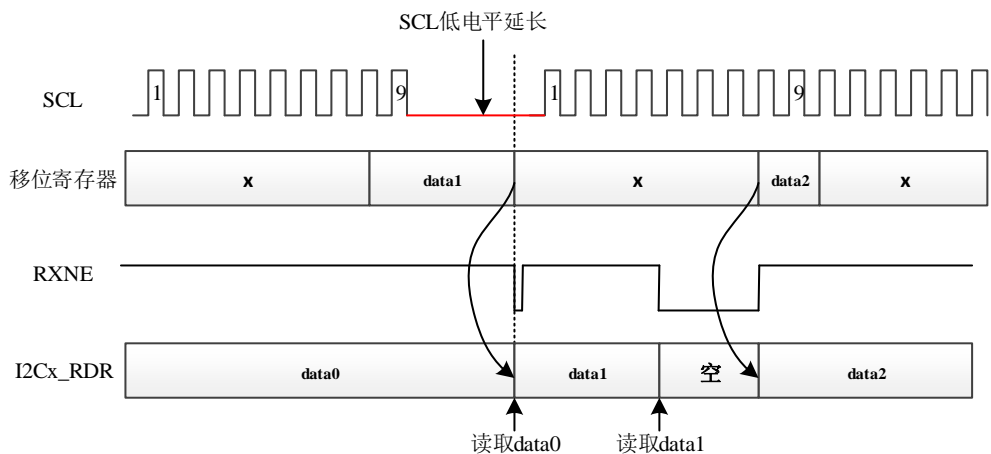 SCL低电平延长
SCL
1
9
1
9
移位寄存器
x
data1
x
data2
x
RXNE
I2Cx_RDR
data0
data1
空
data2
读取data0
读取data1